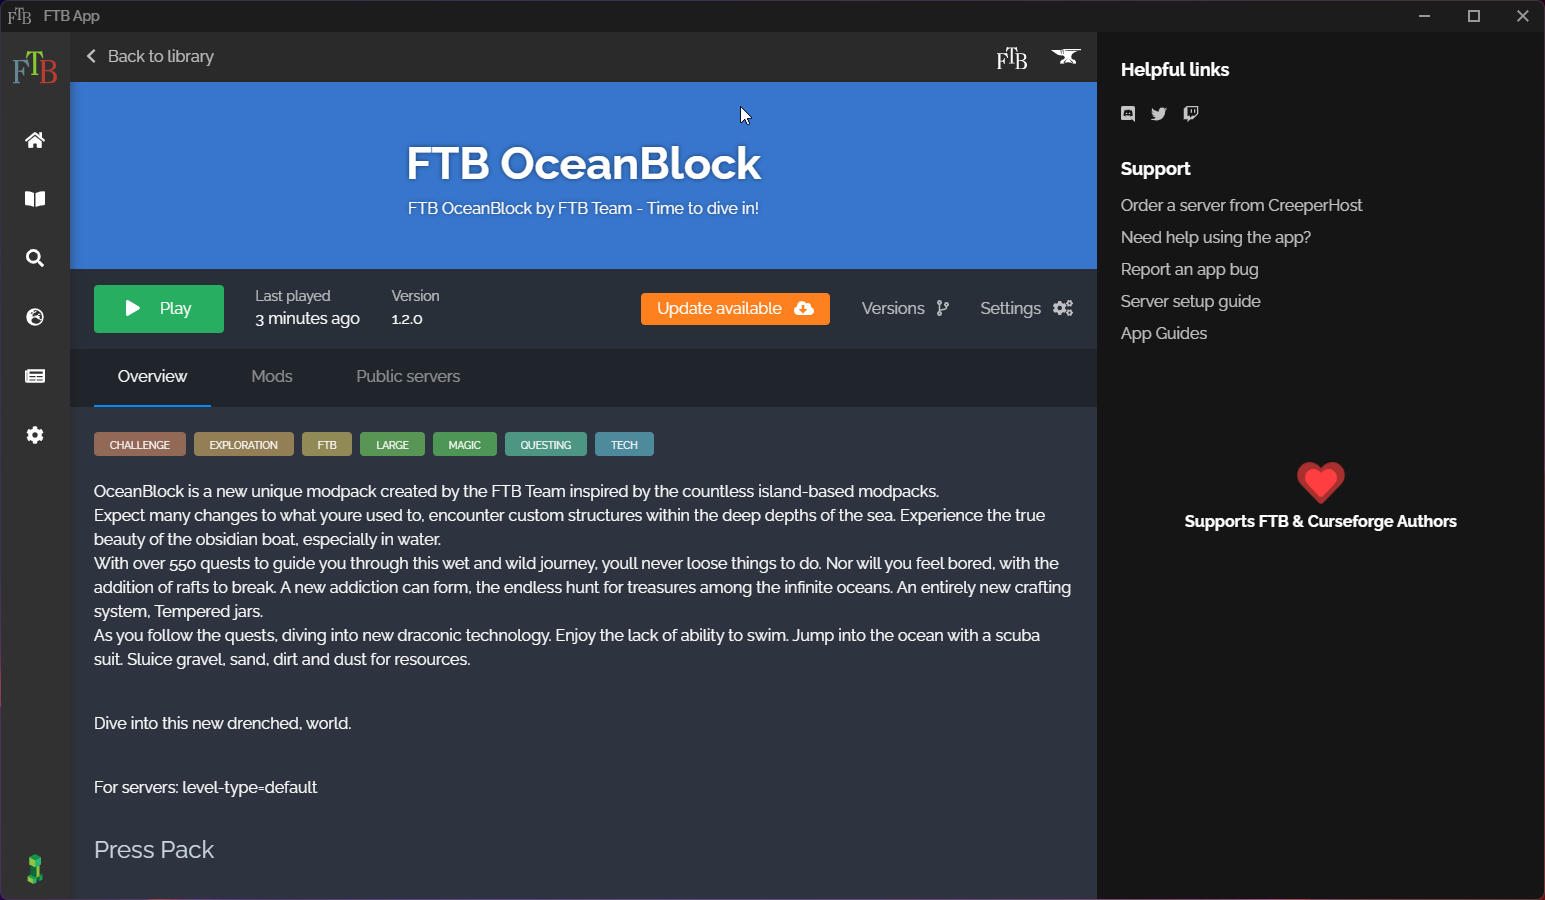 FTB FTB App
FTB
Back to library
FTB
FTB OceanBlock
FTB OceanBlock by FTB Team - Time to dive in!
Play
Last played
3 minutes ago
Version
1.2.0
Update available
Versions
Settings
Overview
Mods
Public servers
CHALLENGE
EXPLORATION
FTB
LARGE
MAGIC
QUESTING
TECH
OceanBlock is a new unique modpack created by the FTB Team inspired by the countless island-based modpacks.
Expect many changes to what youre used to, encounter custom structures within the deep depths of the sea. Experience the true
beauty of the obsidian boat, especially in water.
With over 550 quests to guide you through this wet and wild journey, youll never loose things to do. Nor will you feel bored, with the
addition of rafts to break. A new addiction can form, the endless hunt for treasures among the infinite oceans. An entirely new crafting
system, Tempered jars.
As you follow the quests, diving into new draconic technology. Enjoy the lack of ability to swim. Jump into the ocean with a scuba
suit. Sluice gravel, sand, dirt and dust for resources.
Dive into this new drenched, world.
For servers: level-type=default
Press Pack
Helpful links
Support
Order a server from CreeperHost
Need help using the app?
Report an app bug
Server setup guide
App Guides
Supports FTB & Curseforge Authors